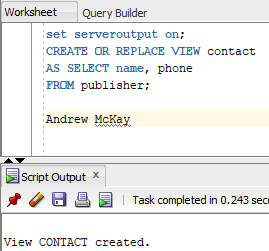 Worksheet Query Builder
set serveroutput on;
CREATE OR REPLACE VIEW contact
AS SELECT name, phone
FROM publisher;
Andrew McKay
Script Output x
Task completed in 0.243 seco
View CONTACT created.